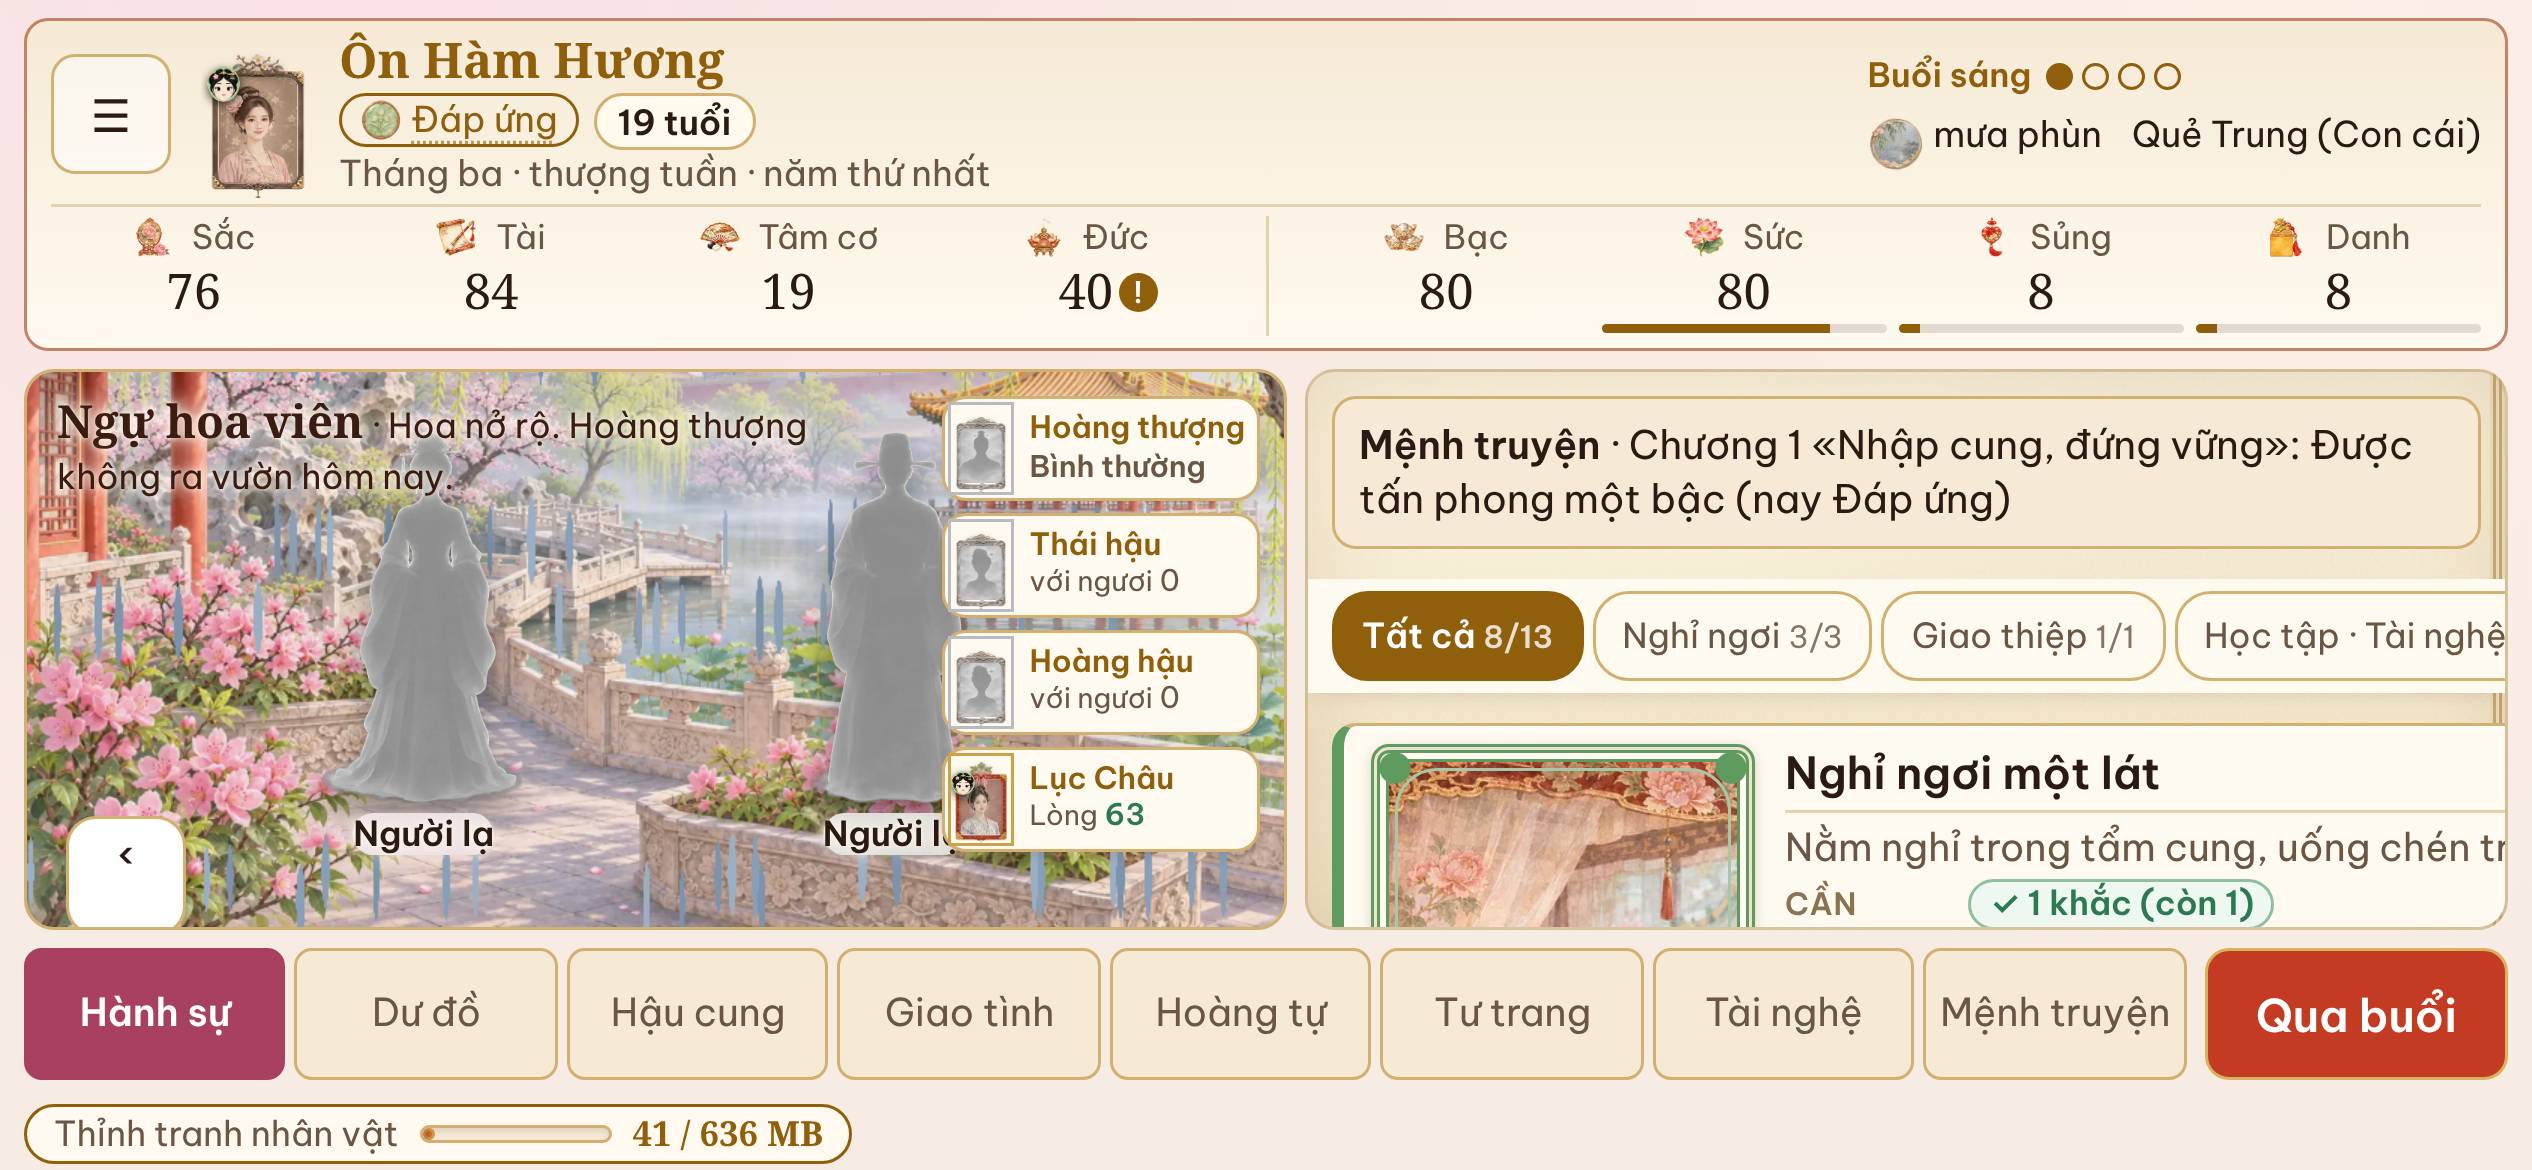 ☰
Ôn Hàm Hương
Đáp ứng
19 tuổi
Tháng ba · thượng tuần · năm thứ nhất
Buổi sáng
mưa phùn Quẻ Trung (Con cái)
Sắc
76
Tài
84
Tâm cơ
19
Đức
40 !
Bạc
80
Sức
80
Sủng
8
Danh
8
Ngự hoa viên · Hoa nở rộ. Hoàng thượng
không ra vườn hôm nay.
Người lạ
Người lạ
‹
Hoàng thượng
Bình thường
Thái hậu
với ngươi 0
Hoàng hậu
với ngươi 0
Lục Châu
Lòng 63
Mệnh truyện · Chương 1 «Nhập cung, đứng vững»: Được
tấn phong một bậc (nay Đáp ứng)
Tất cả 8/13
Nghỉ ngơi 3/3
Giao thiệp 1/1
Học tập · Tài nghệ
Nghỉ ngơi một lát
Nằm nghỉ trong tẩm cung, uống chén tr
CẦN
✓ 1 khắc (còn 1)
Hành sự
Dư đồ
Hậu cung
Giao tình
Hoàng tự
Tư trang
Tài nghệ
Mệnh truyện
Qua buổi
Thỉnh tranh nhân vật 41 / 636 MB